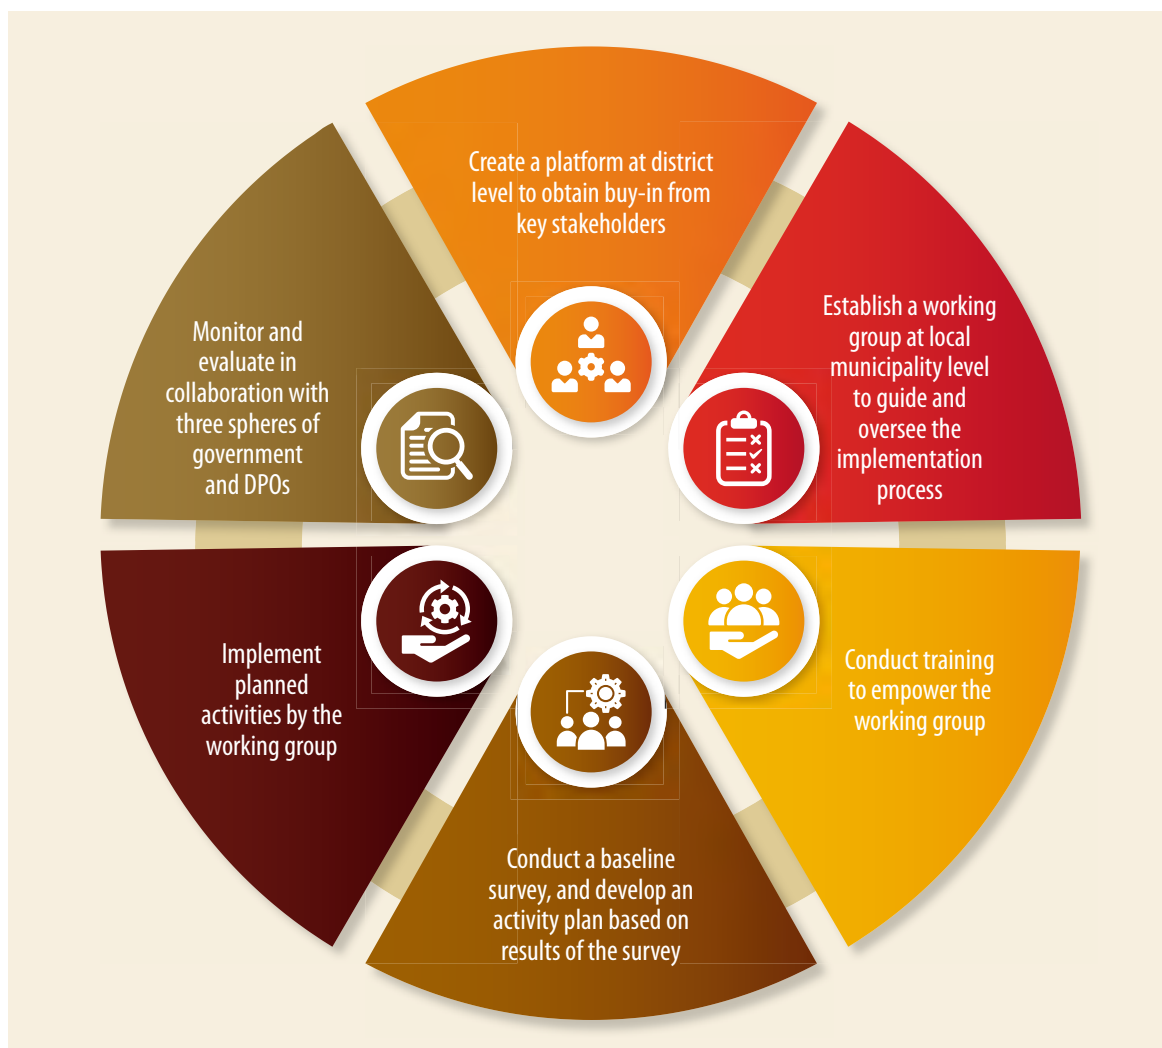 Create a platform at district
level to obtain buy-in from
key stakeholders
Establish a working
group at local
municipality level
to guide and
oversee the
implementation
process
Conduct training
to empower the
working group
Conduct a baseline
survey, and develop an
activity plan based on
results of the survey
Implement
planned
activities by the
working group
Monitor and
evaluate in
collaboration with
three spheres of
government
and DPOs